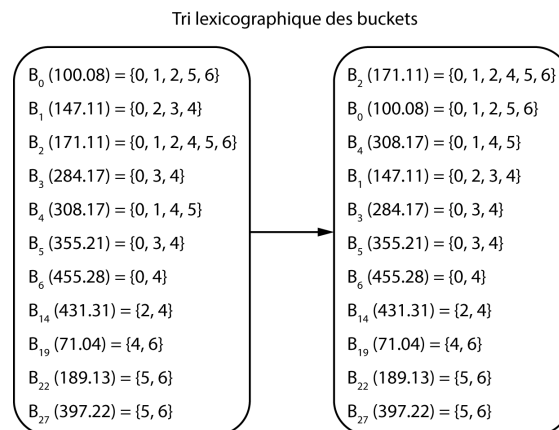 Tri lexicographique des buckets
B₀ (100.08) = {0, 1, 2, 5, 6}
B₁ (147.11) = {0, 2, 3, 4}
B₂ (171.11) = {0, 1, 2, 4, 5, 6}
B₃ (284.17) = {0, 3, 4}
B₄ (308.17) = {0, 1, 4, 5}
B₅ (355.21) = {0, 3, 4}
B₆ (455.28) = {0, 4}
B₁₄ (431.31) = {2, 4}
B₁₉ (71.04) = {4, 6}
B₂₂ (189.13) = {5, 6}
B₂₇ (397.22) = {5, 6}
B₂ (171.11) = {0, 1, 2, 4, 5, 6}
B₀ (100.08) = {0, 1, 2, 5, 6}
B₄ (308.17) = {0, 1, 4, 5}
B₁ (147.11) = {0, 2, 3, 4}
B₃ (284.17) = {0, 3, 4}
B₅ (355.21) = {0, 3, 4}
B₆ (455.28) = {0, 4}
B₁₄ (431.31) = {2, 4}
B₁₉ (71.04) = {4, 6}
B₂₂ (189.13) = {5, 6}
B₂₇ (397.22) = {5, 6}